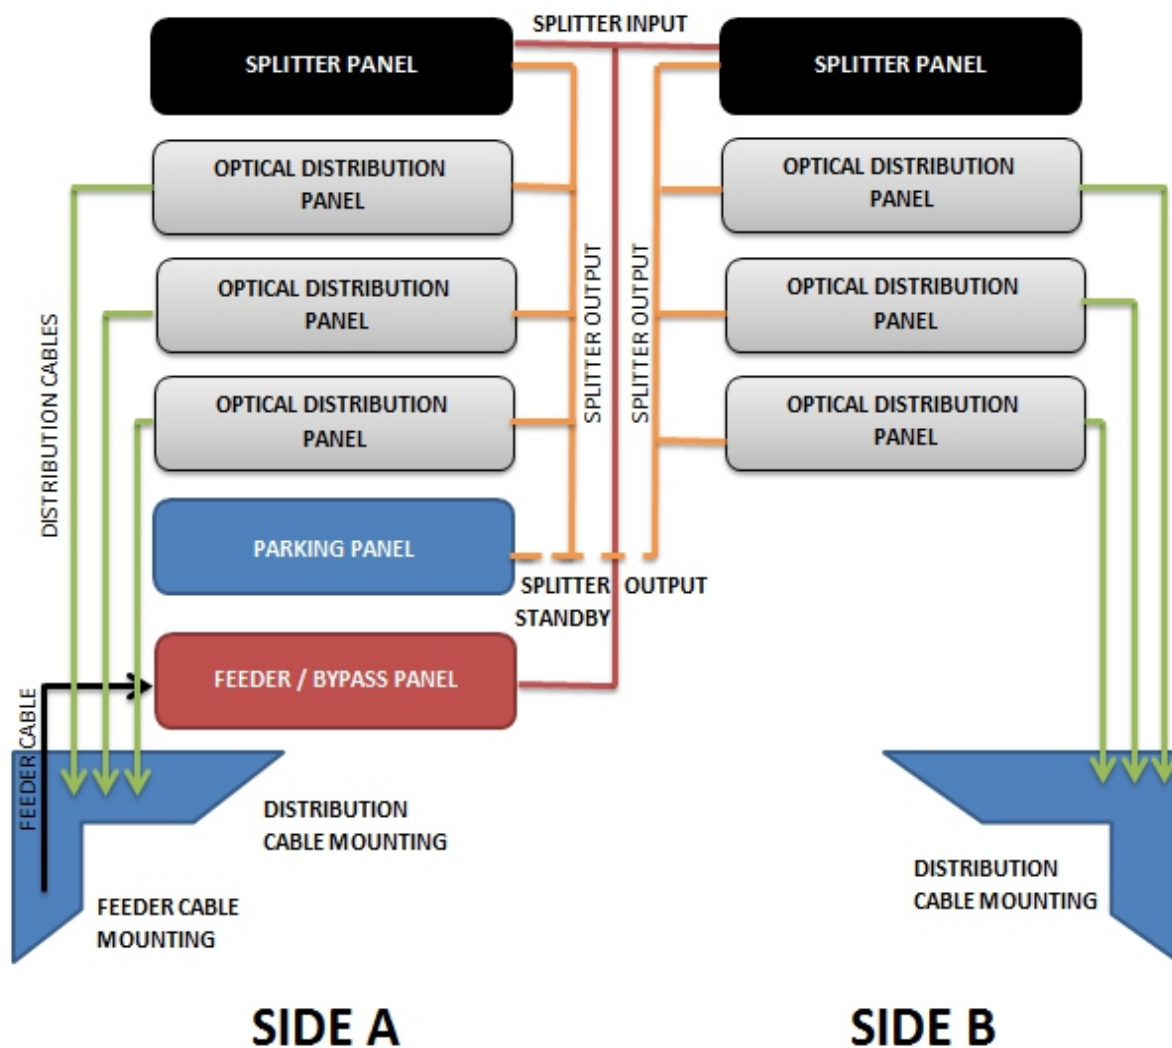 SPLITTER INPUT
SPLITTER PANEL
SPLITTER PANEL
OPTICAL DISTRIBUTION
PANEL
OPTICAL DISTRIBUTION
PANEL
OPTICAL DISTRIBUTION
PANEL
OPTICAL DISTRIBUTION
PANEL
OPTICAL DISTRIBUTION
PANEL
OPTICAL DISTRIBUTION
PANEL
SPLITTER OUTPUT
SPLITTER OUTPUT
DISTRIBUTION CABLES
PARKING PANEL
SPLITTER OUTPUT
STANDBY
FEEDER / BYPASS PANEL
FEEDER CABLE
DISTRIBUTION
CABLE MOUNTING
DISTRIBUTION
CABLE MOUNTING
FEEDER CABLE
MOUNTING
SIDE A
SIDE B